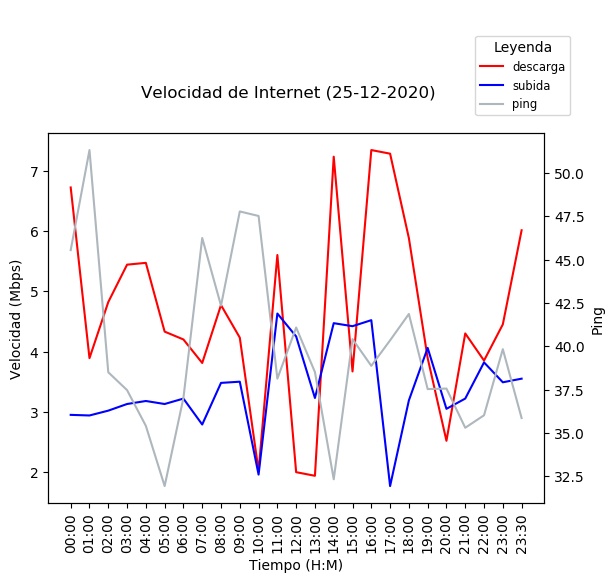 Leyenda
descarga
subida
ping
Velocidad de Internet (25-12-2020)
Velocidad (Mbps)
7
6
5
4
3
2
Ping
50.0
47.5
45.0
42.5
40.0
37.5
35.0
32.5
00:00 01:00 02:00 03:00 04:00 05:00 06:00 07:00 08:00 09:00 10:00 11:00 12:00 13:00 14:00 15:00 16:00 17:00 18:00 19:00 20:00 21:00 22:00 23:00 23:30
Tiempo (H:M)